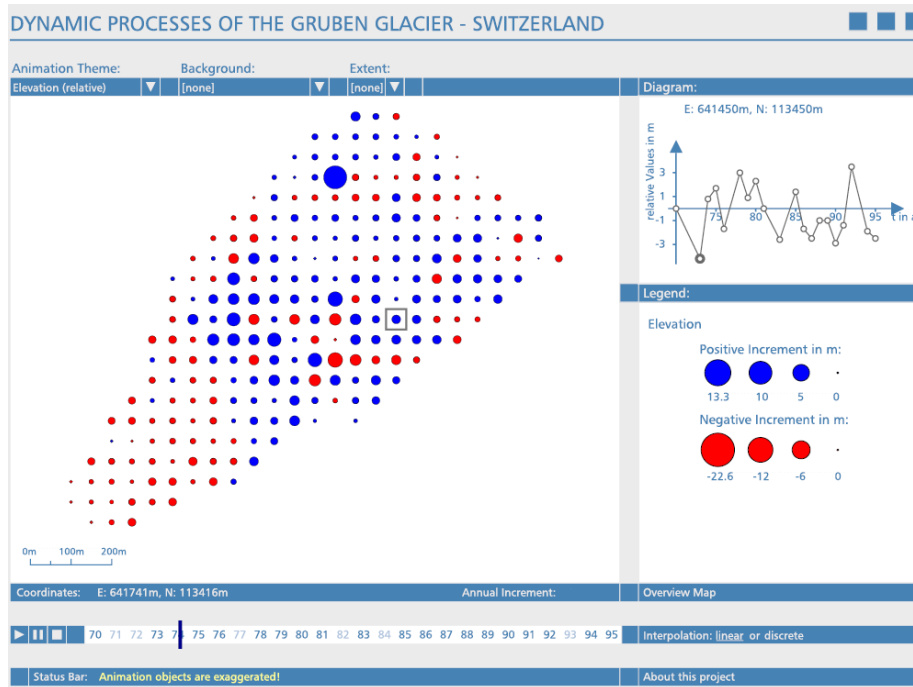 DYNAMIC PROCESSES OF THE GRUBEN GLACIER - SWITZERLAND
Animation Theme: Background: Extent:
Elevation (relative) [none] [none]
Diagram:
E: 641450m, N: 113450m
relative Values in m
3
1
-1
-3
75 80 85 90 95
t in a
Legend:
Elevation
Positive Increment in m:
13.3 10 5 0
Negative Increment in m:
-22.6 -12 -6 0
0m 100m 200m
Coordinates: E: 641741m, N: 113416m Annual Increment:
Overview Map
70 71 72 73 74 75 76 77 78 79 80 81 82 83 84 85 86 87 88 89 90 91 92 93 94 95
Interpolation: linear or discrete
Status Bar: Animation objects are exaggerated!
About this project